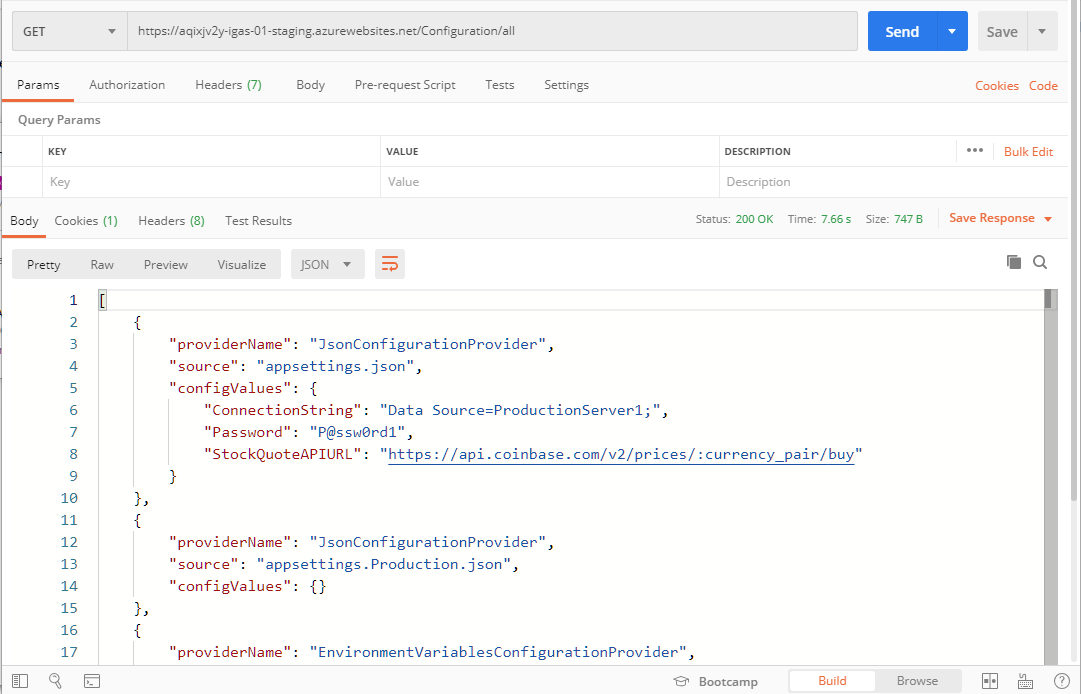 GET https://aqixjv2y-igas-01-staging.azurewebsites.net/Configuration/all Send Save
Params Authorization Headers (7) Body Pre-request Script Tests Settings Cookies Code
Query Params
KEY VALUE DESCRIPTION ••• Bulk Edit
Key Value Description
Body Cookies (1) Headers (8) Test Results Status: 200 OK Time: 7.66 s Size: 747 B Save Response
Pretty Raw Preview Visualize JSON
1 [
2 {
3 "providerName": "JsonConfigurationProvider",
4 "source": "appsettings.json",
5 "configValues": {
6 "ConnectionString": "Data Source=ProductionServer1;",
7 "Password": "P@ssw0rd1",
8 "StockQuoteAPIURL": "https://api.coinbase.com/v2/prices/:currency_pair/buy"
9 }
10 },
11 {
12 "providerName": "JsonConfigurationProvider",
13 "source": "appsettings.Production.json",
14 "configValues": {}
15 },
16 {
17 "providerName": "EnvironmentVariablesConfigurationProvider",
Bootcamp Build Browse